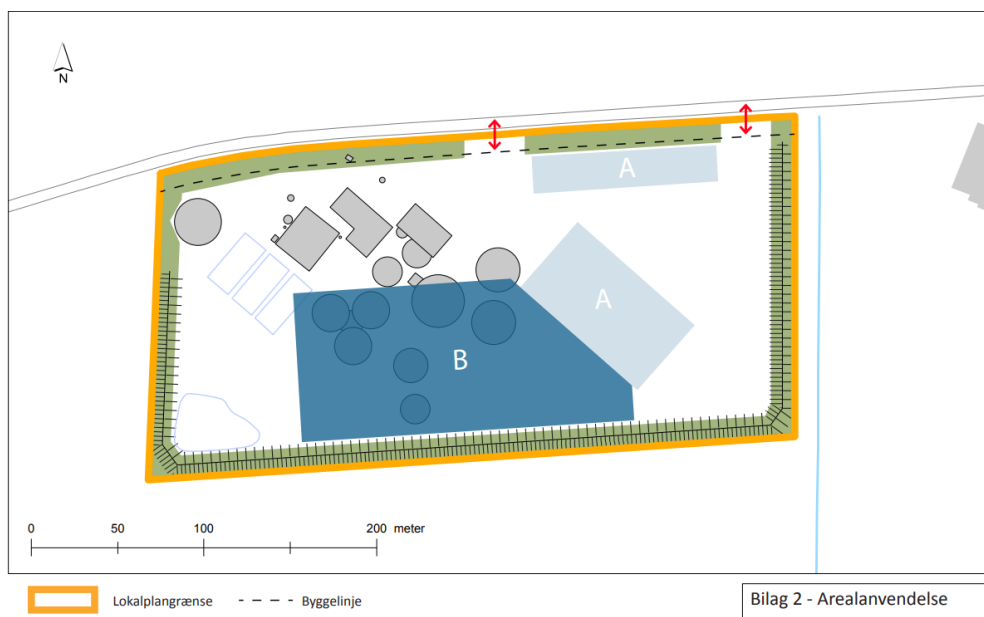 N
A
A
B
0 50 100 200 meter
Lokalplangrænse Byggelinje
Bilag 2 - Arealanvendelse